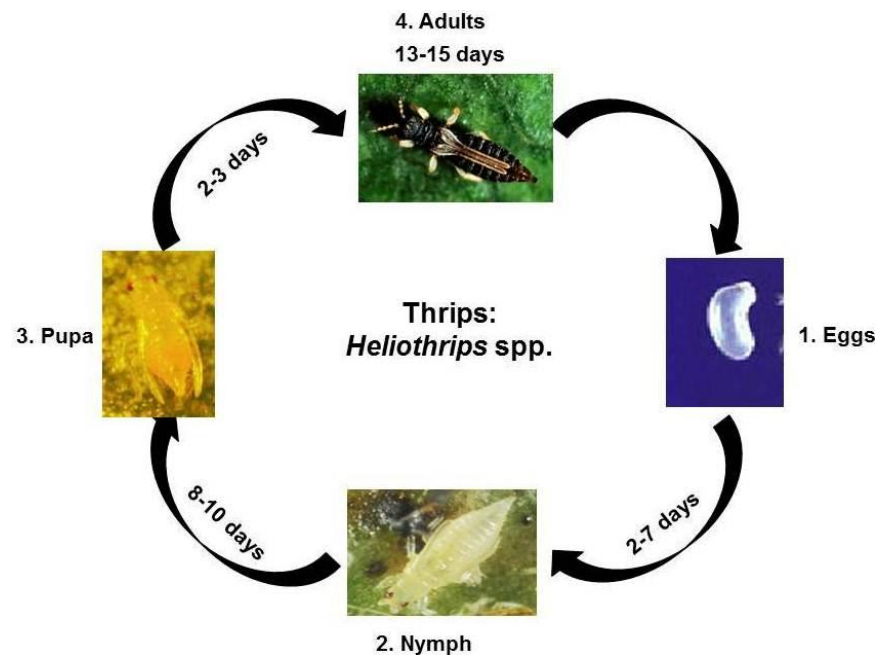 4. Adults
13-15 days
2-3 days
3. Pupa
Thrips:
Heliothrips spp.
1. Eggs
8-10 days
2-7 days
2. Nymph